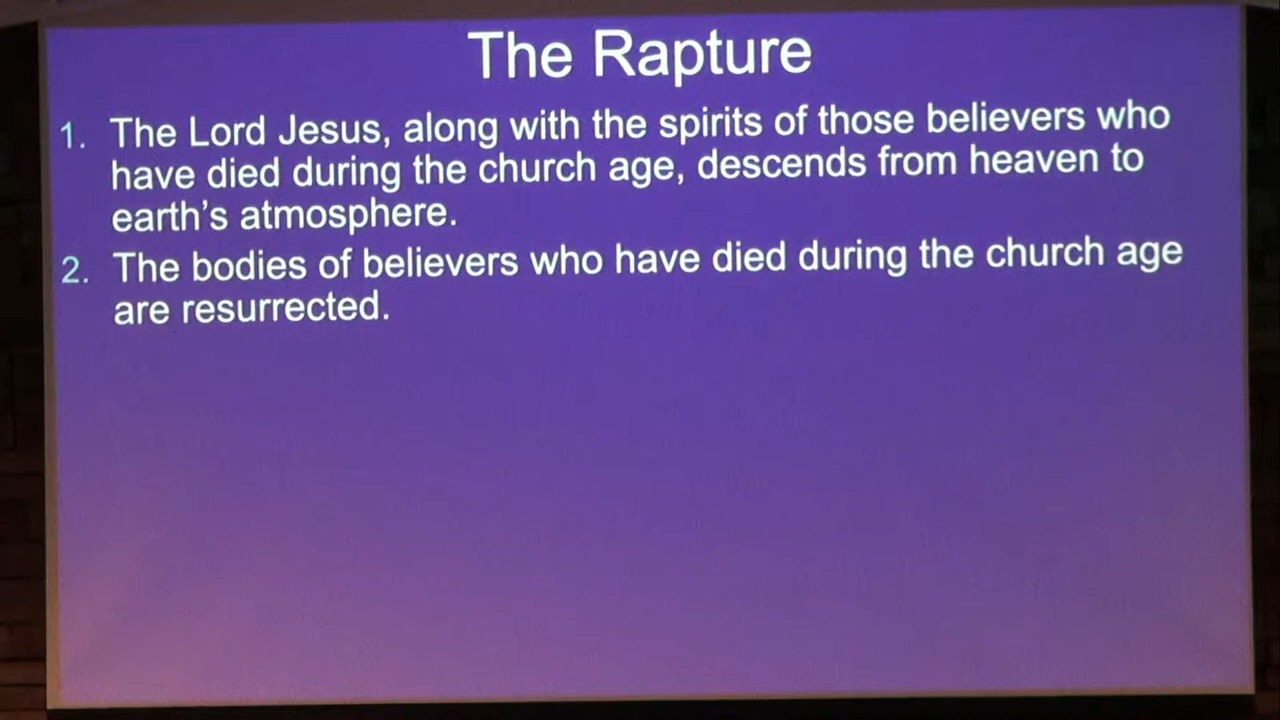 The Rapture
1. The Lord Jesus, along with the spirits of those believers who
have died during the church age, descends from heaven to
earth's atmosphere.
2. The bodies of believers who have died during the church age
are resurrected.